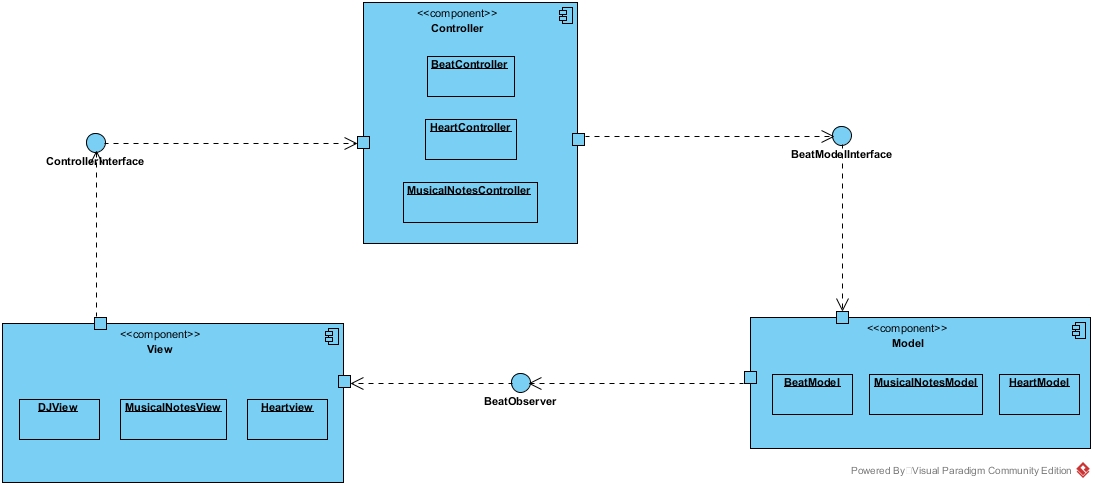 <<component>>
Controller
BeatController
HeartController
MusicalNotesController
ControllerInterface
BeatModelInterface
<<component>>
View
DJView
MusicalNotesView
Heartview
BeatObserver
<<component>>
Model
BeatModel
MusicalNotesModel
HeartModel
Powered By Visual Paradigm Community Edition